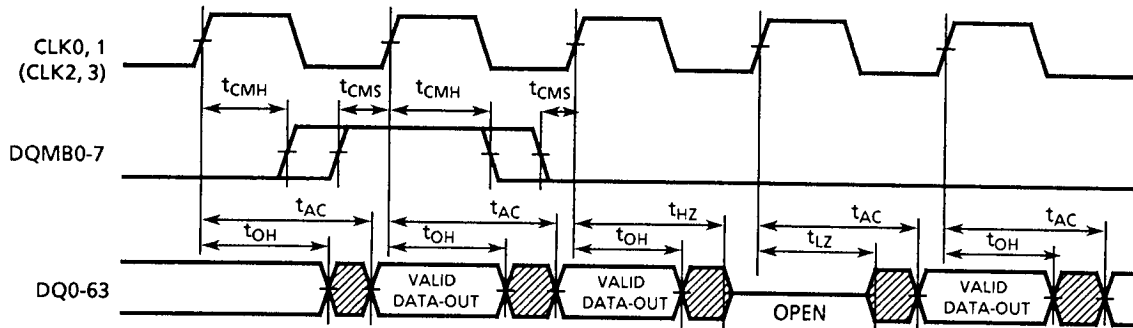 CLK0, 1
(CLK2, 3)
tCMH tCMS tCMH tCMS
DQMB0-7
tAC tAC tHZ tAC tAC
tOH tOH tOH tLZ tOH
DQ0-63
VALID DATA-OUT
VALID DATA-OUT
OPEN
VALID DATA-OUT